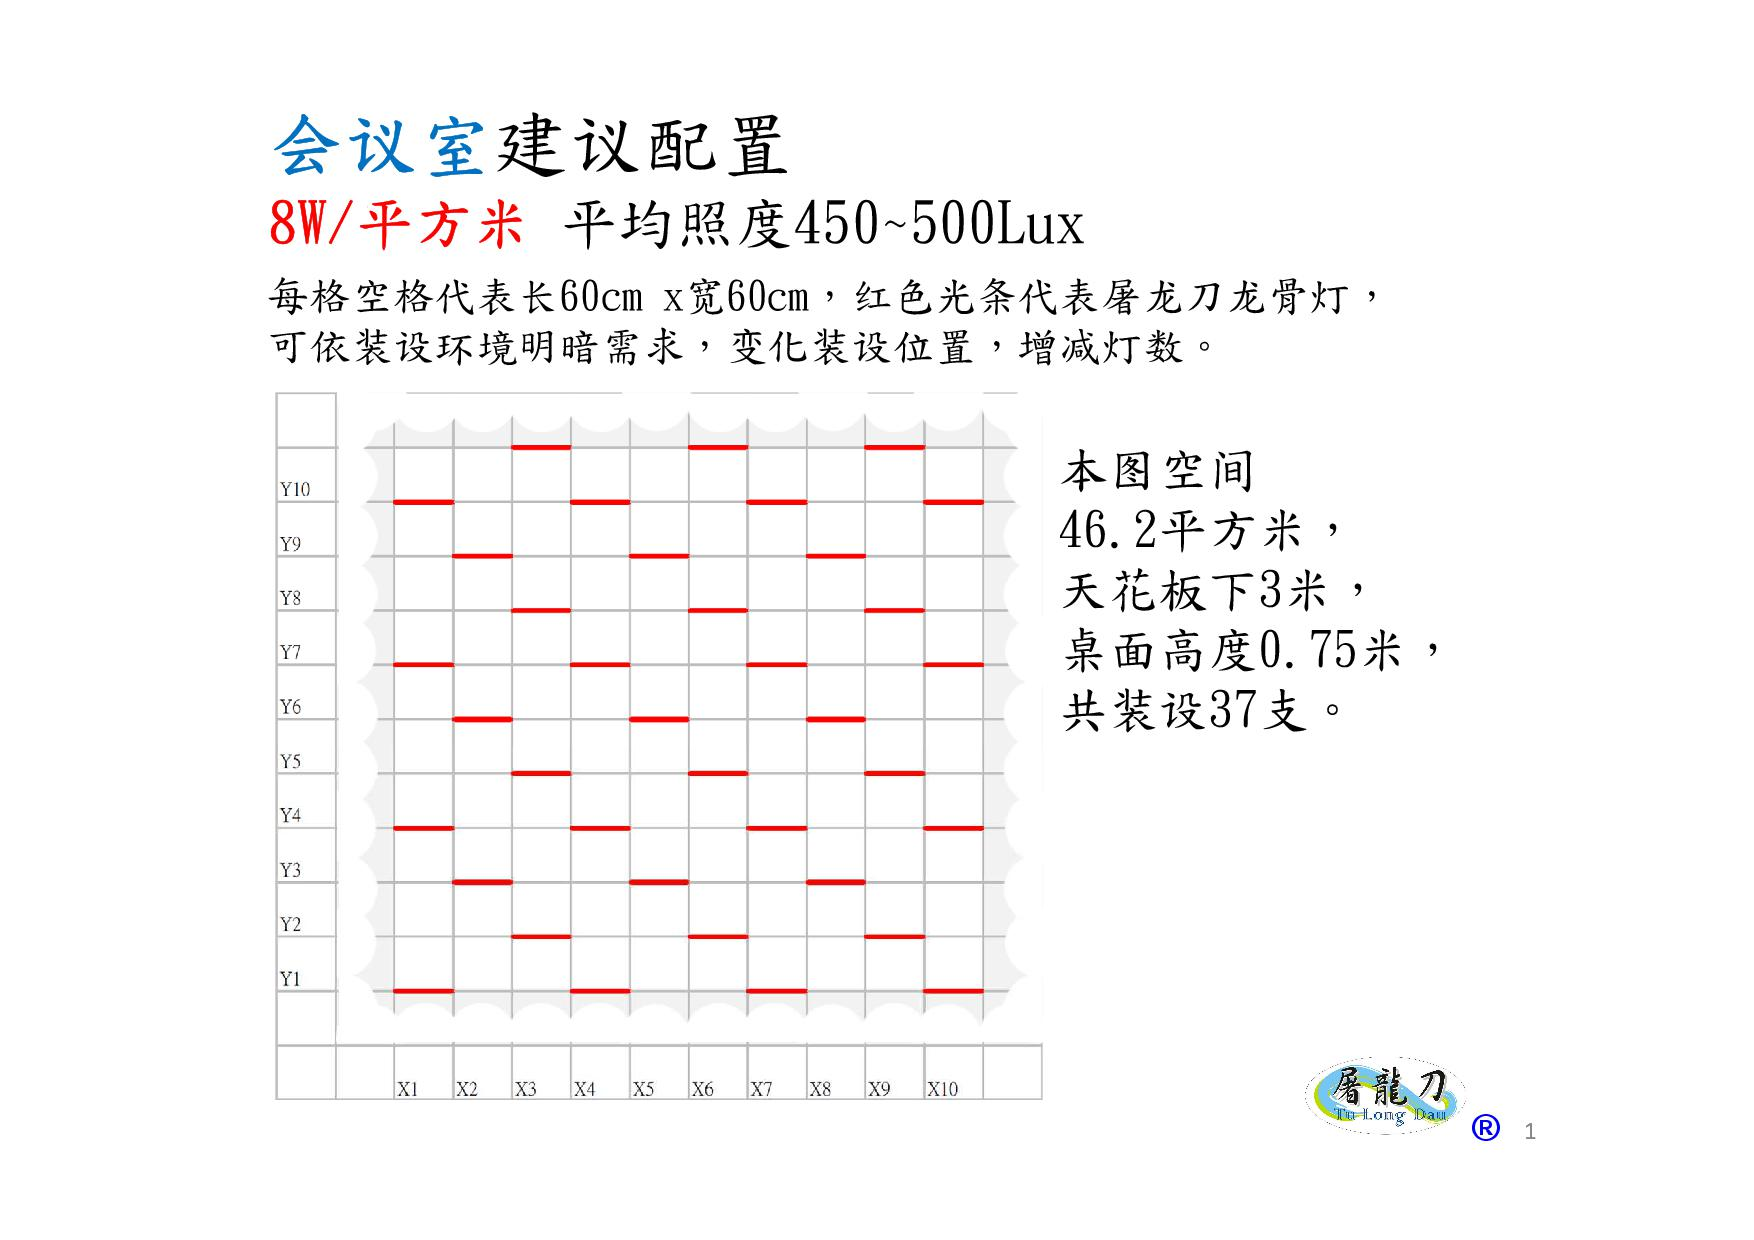 会议室建议配置
8W/平方米 平均照度450~500Lux
每格空格代表长60cm x宽60cm，红色光条代表屠龙刀龙骨灯，
可依装设环境明暗需求，变化装设位置，增减灯数。
本图空间
46.2平方米，
天花板下3米，
桌面高度0.75米，
共装设37支。
Y10
Y9
Y8
Y7
Y6
Y5
Y4
Y3
Y2
Y1
X1 X2 X3 X4 X5 X6 X7 X8 X9 X10
屠龍刀
Tu Long Dau
® 1